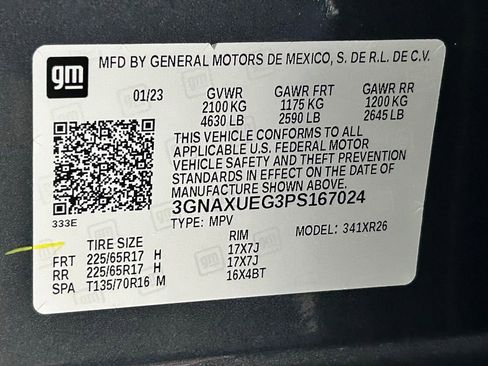 gm MFD BY GENERAL MOTORS DE MEXICO, S. DE R.L. DE C.V.
01/23 GVWR GAWR FRT GAWR RR
2100 KG 1175 KG 1200 KG
4630 LB 2590 LB 2645 LB
THIS VEHICLE CONFORMS TO ALL
APPLICABLE U.S. FEDERAL MOTOR
VEHICLE SAFETY AND THEFT PREVENTION
STANDARDS IN EFFECT ON THE DATE OF
MANUFACTURE SHOWN ABOVE.
3GNAXUEG3PS167024
333E TYPE: MPV MODEL: 341XR26
TIRE SIZE RIM
FRT 225/65R17 H 17X7J
RR 225/65R17 H 17X7J
SPA T135/70R16 M 16X4BT